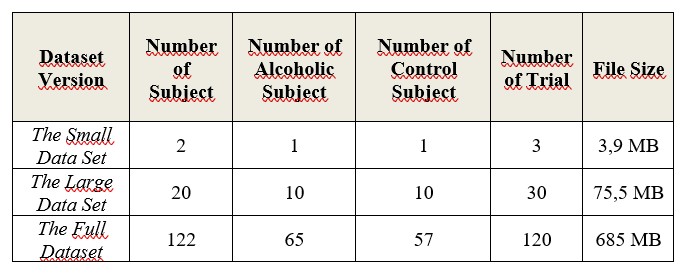 Dataset Version Number of Subject Number of Alcoholic Subject Number of Control Subject Number of Trial File Size
The Small Data Set 2 1 1 3 3,9 MB
The Large Data Set 20 10 10 30 75,5 MB
The Full Dataset 122 65 57 120 685 MB